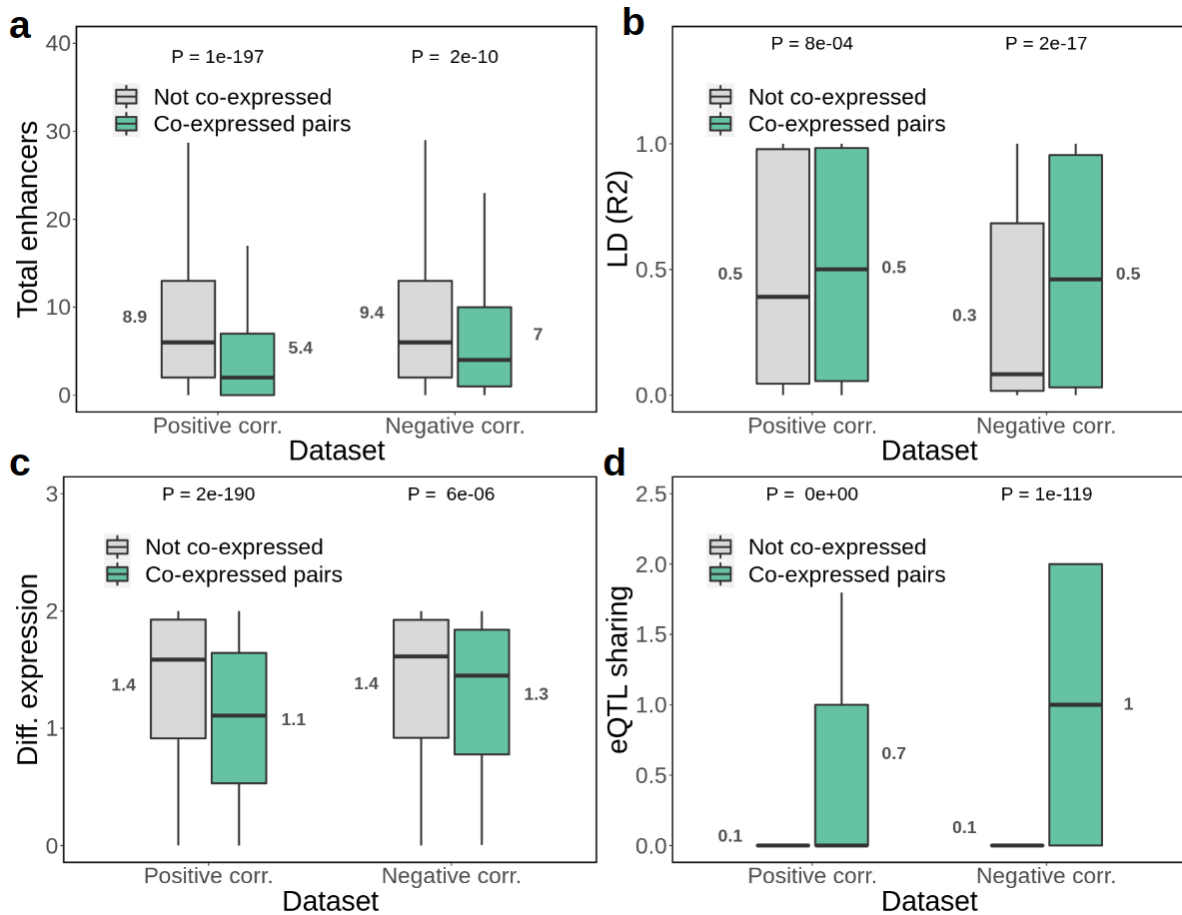 a
P = 1e-197
P = 2e-10
Not co-expressed
Co-expressed pairs
Total enhancers
40
30
20
10
0
8.9
5.4
9.4
7
Positive corr.
Negative corr.
Dataset
b
P = 8e-04
P = 2e-17
Not co-expressed
Co-expressed pairs
LD (R2)
1.0
0.5
0.0
0.5
0.5
0.3
0.5
Positive corr.
Negative corr.
Dataset
c
P = 2e-190
P = 6e-06
Not co-expressed
Co-expressed pairs
Diff. expression
3
2
1
0
1.4
1.1
1.4
1.3
Positive corr.
Negative corr.
Dataset
d
P = 0e+00
P = 1e-119
Not co-expressed
Co-expressed pairs
eQTL sharing
2.5
2.0
1.5
1.0
0.5
0.0
0.1
0.7
0.1
1
Positive corr.
Negative corr.
Dataset